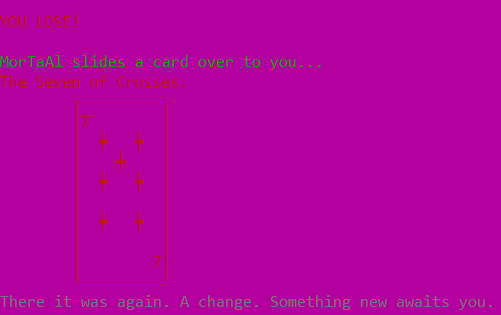 YOU LOSE!
MorTaAl slides a card over to you...
The Seven of Crosses.
7
7
There it was again. A change. Something new awaits you.